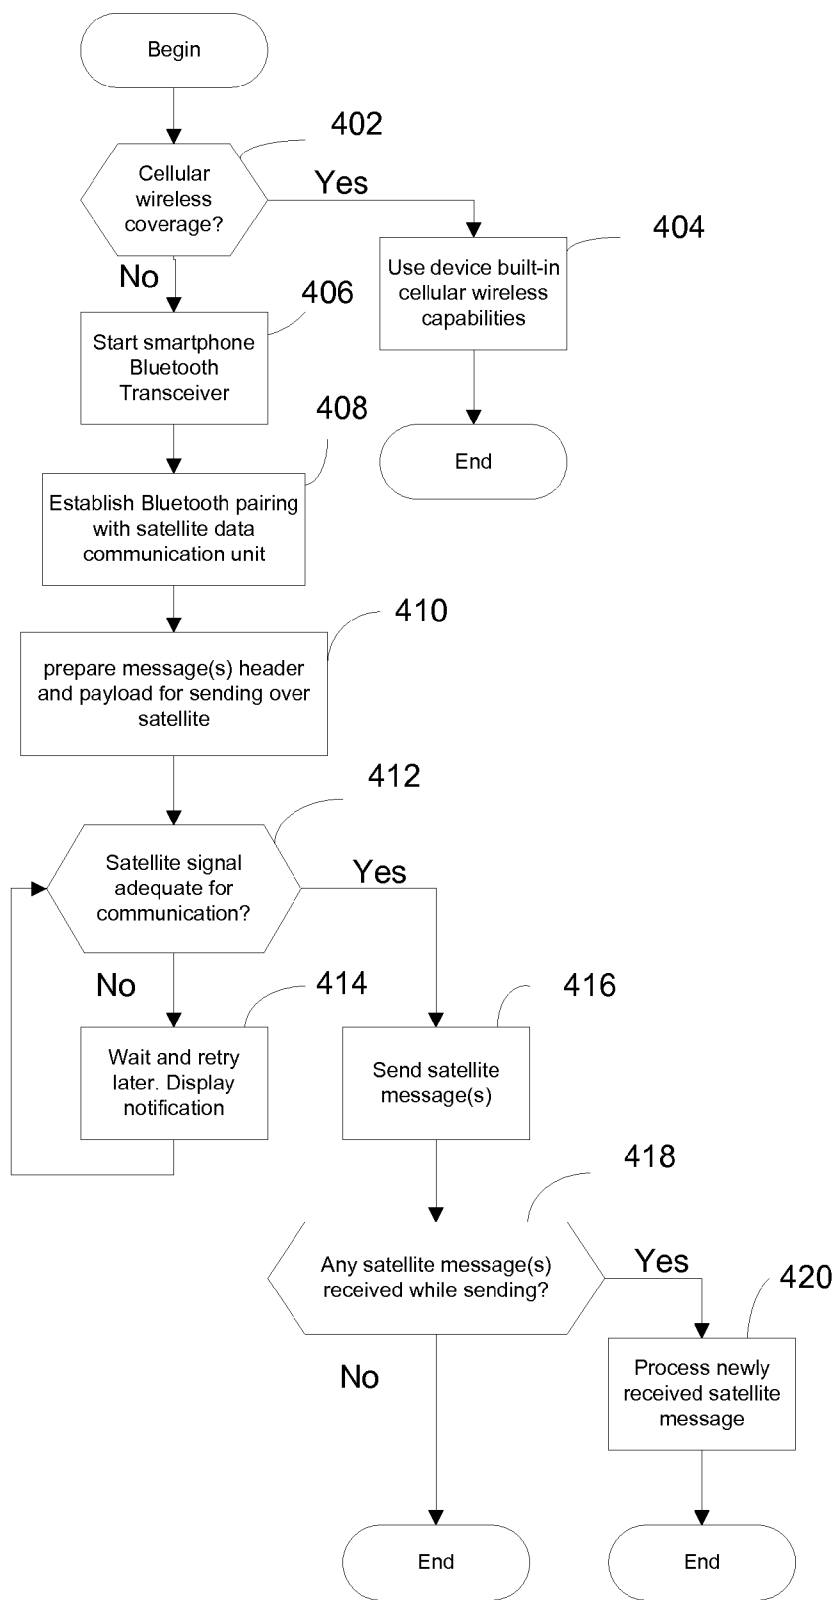 Begin
402
Cellular
wireless
coverage?
Yes
404
Use device built-in
cellular wireless
capabilities
No
406
Start smartphone
Bluetooth
Transceiver
408
End
Establish Bluetooth pairing
with satellite data
communication unit
410
prepare message(s) header
and payload for sending over
satellite
412
Satellite signal
adequate for
communication?
Yes
No
414
416
Wait and retry
later. Display
notification
Send satellite
message(s)
418
Any satellite message(s)
received while sending?
Yes
420
No
Process newly
received satellite
message
End
End